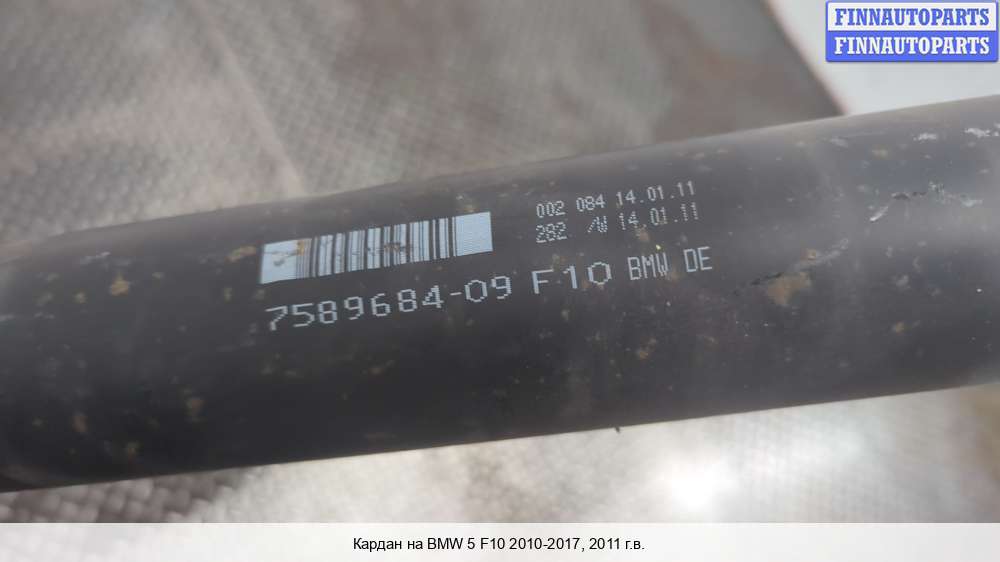 FINNAUTOPARTS
FINNAUTOPARTS
002 084 14.01.11
282 /W 14.01.11
7589684-09 F10 BMW DE
Кардан на BMW 5 F10 2010-2017, 2011 г.в.